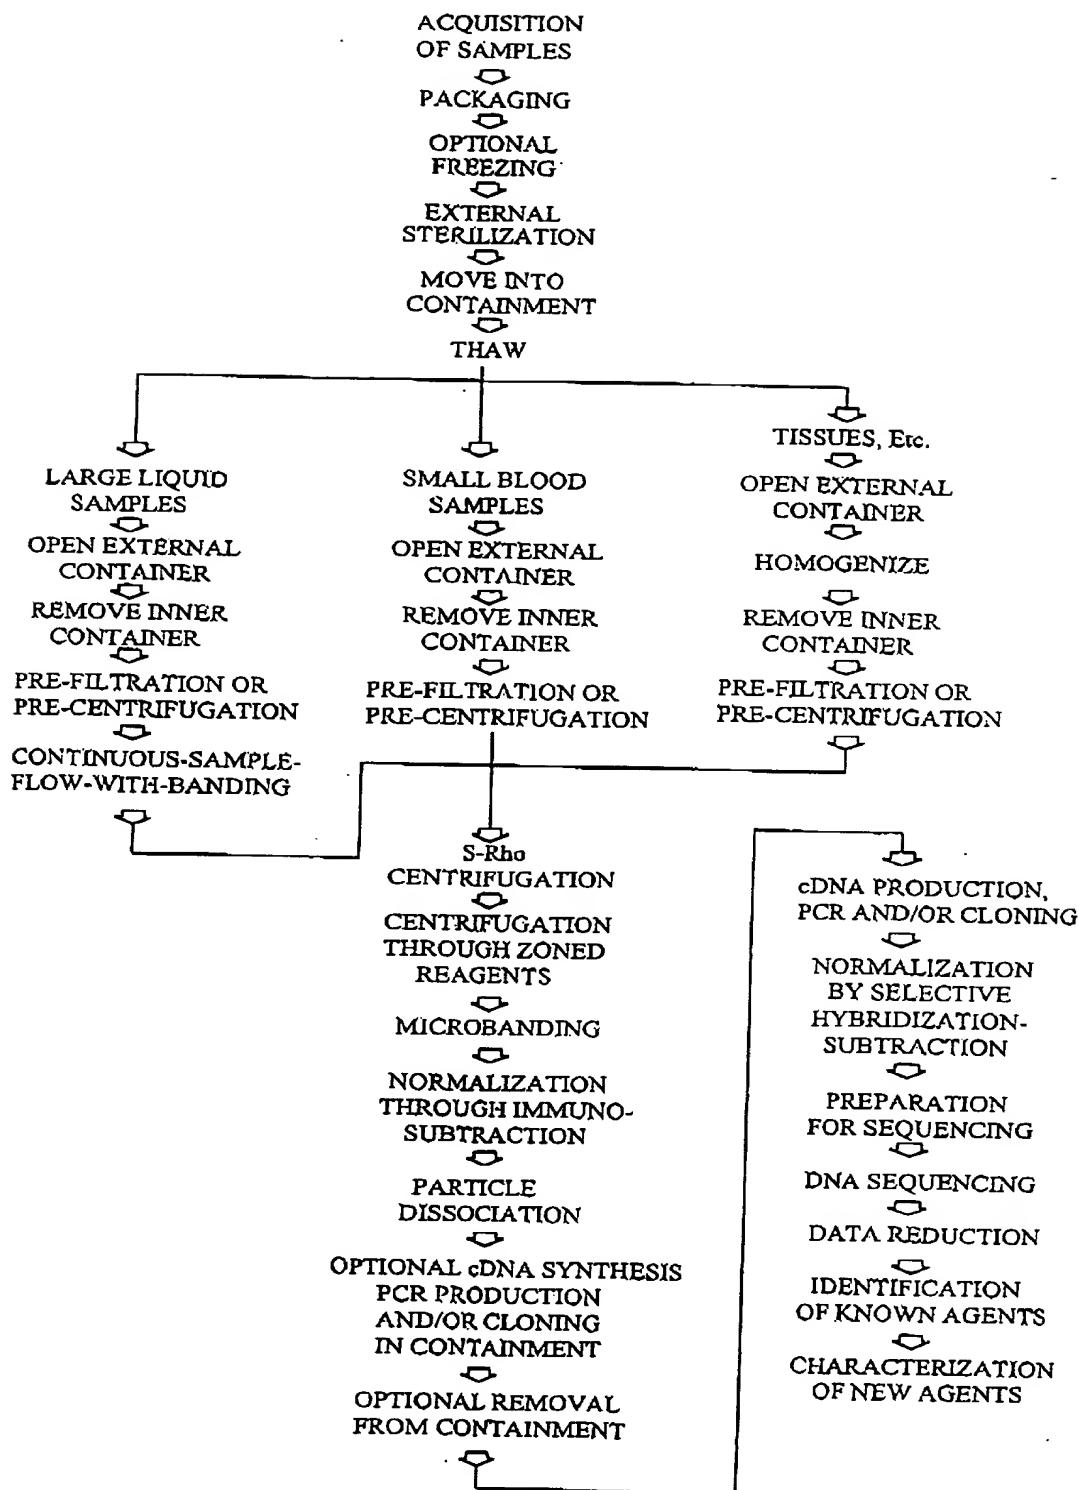 ACQUISITION
OF SAMPLES
PACKAGING
OPTIONAL
FREEZING
EXTERNAL
STERILIZATION
MOVE INTO
CONTAINMENT
THAW
LARGE LIQUID
SAMPLES
OPEN EXTERNAL
CONTAINER
REMOVE INNER
CONTAINER
PRE-FILTRATION OR
PRE-CENTRIFUGATION
CONTINUOUS-SAMPLE-
FLOW-WITH-BANDING
SMALL BLOOD
SAMPLES
OPEN EXTERNAL
CONTAINER
REMOVE INNER
CONTAINER
PRE-FILTRATION OR
PRE-CENTRIFUGATION
TISSUES, Etc.
OPEN EXTERNAL
CONTAINER
HOMOGENIZE
REMOVE INNER
CONTAINER
PRE-FILTRATION OR
PRE-CENTRIFUGATION
S-Rho
CENTRIFUGATION
CENTRIFUGATION
THROUGH ZONED
REAGENTS
MICROBANDING
NORMALIZATION
THROUGH IMMUNO-
SUBTRACTION
PARTICLE
DISSOCIATION
OPTIONAL cDNA SYNTHESIS
PCR PRODUCTION
AND/OR CLONING
IN CONTAINMENT
OPTIONAL REMOVAL
FROM CONTAINMENT
cDNA PRODUCTION,
PCR AND/OR CLONING
NORMALIZATION
BY SELECTIVE
HYBRIDIZATION-
SUBTRACTION
PREPARATION
FOR SEQUENCING
DNA SEQUENCING
DATA REDUCTION
IDENTIFICATION
OF KNOWN AGENTS
CHARACTERIZATION
OF NEW AGENTS